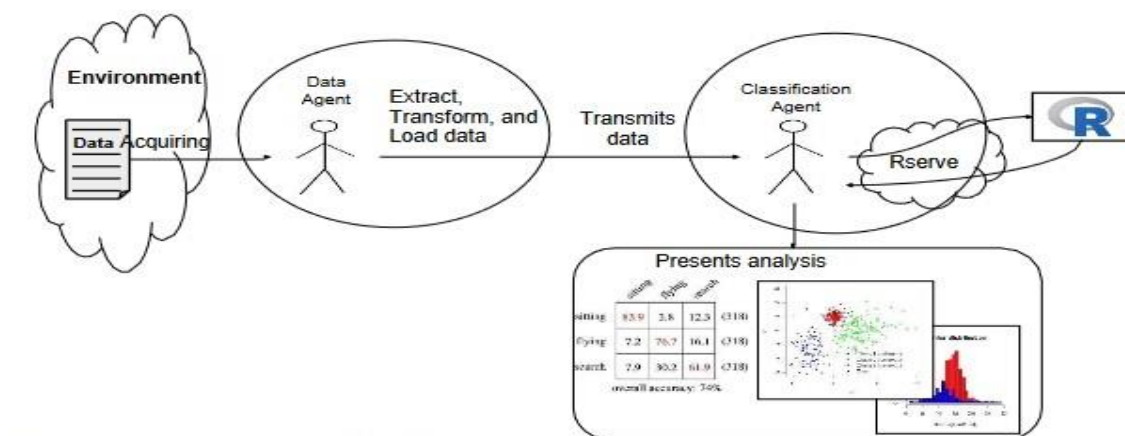 Environment
Data
Acquiring
Data
Agent
Extract,
Transform, and
Load data
Transmits
data
Classification
Agent
Rserve
R
Presents analysis
sitting flying search
sitting 83.9 3.8 12.3 (318)
flying 7.2 76.7 16.1 (318)
search 7.9 30.2 61.9 (318)
overall accuracy: 74%
distribution